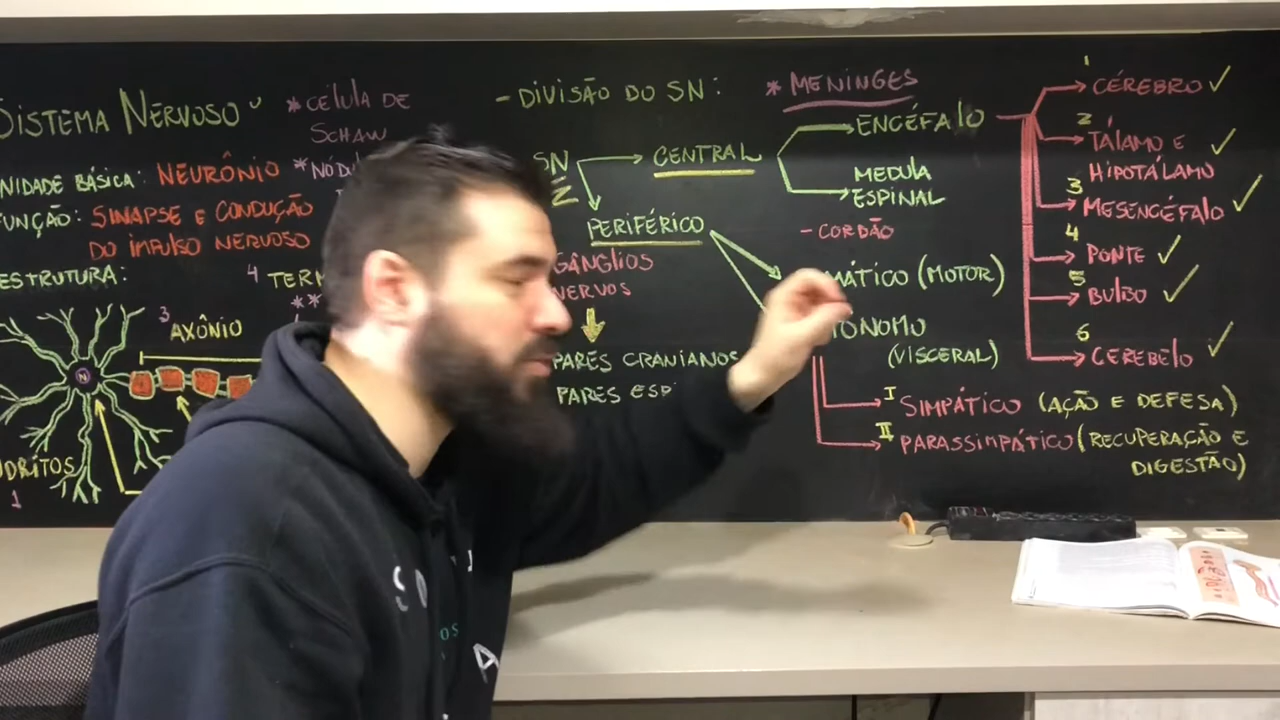 SISTEMA NERVOSO
UNIDADE BÁSICA: NEURÔNIO
FUNÇÃO: SINAPSE E CONDUÇÃO
DO IMPULSO NERVOSO
ESTRUTURA:
4
3
AXÔNIO
N
1
* CÉLULA DE
SCHAW
*
**
- DIVISÃO DO SN:
SN
2
CENTRAL
PERIFÉRICO
GÂNGLIOS
NERVOS
PARES CRANIANOS
PARES
* MENINGES
ENCÉFALO
MEDULA
ESPINAL
- CORDÃO
(MOTOR)
(VISCERAL)
I SIMPÁTICO (AÇÃO E DEFESA)
II PARASSIMPÁTICO (RECUPERAÇÃO E
DIGESTÃO)
1
CÉREBRO ✓
2
TÁLAMO E ✓
HIPOTÁLAMO
3
MESENCÉFALO ✓
4
PONTE ✓
5
BULBO ✓
6
CEREBELO ✓